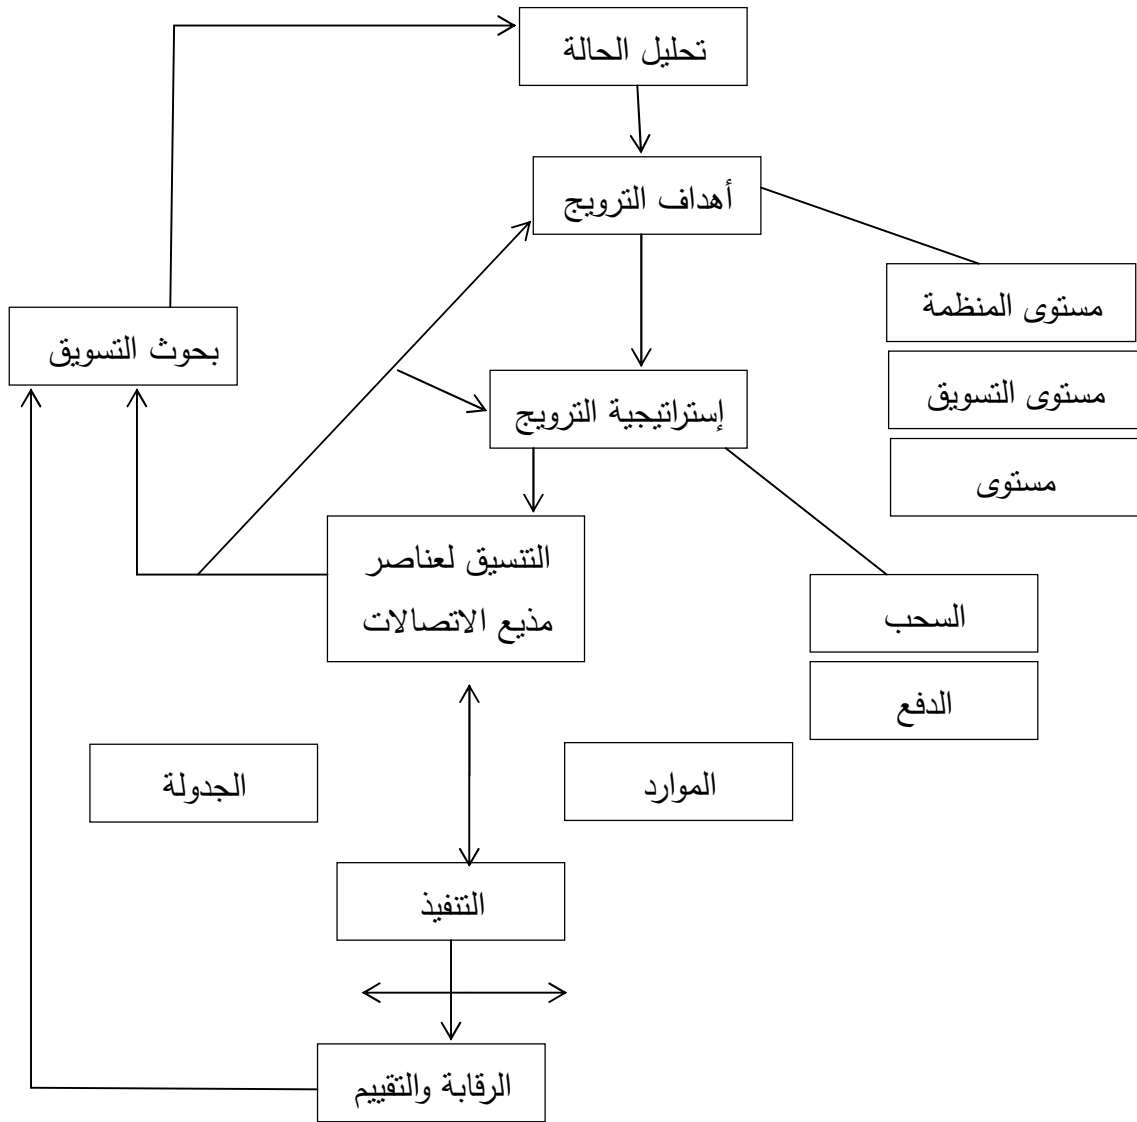 تحليل الحالة
أهداف الترويج
مستوى المنظمة
بحوث التسويق
مستوى التسويق
إستراتيجية الترويج
مستوى
التنسيق لعناصر
مذيع الاتصالات
السحب
الدفع
الموارد
الجدولة
التنفيذ
الرقابة والتقييم